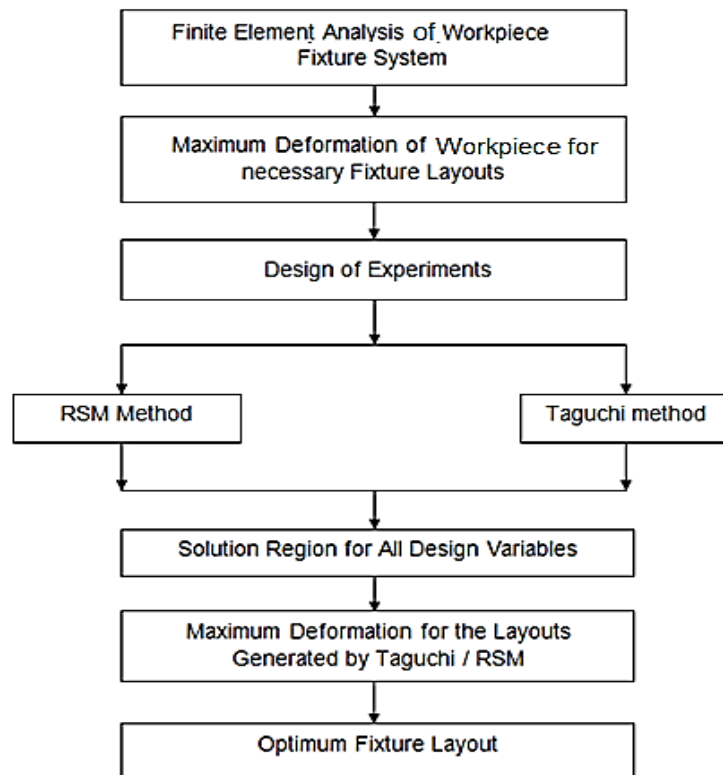 Finite Element Analysis of Workpiece
Fixture System
Maximum Deformation of Workpiece for
necessary Fixture Layouts
Design of Experiments
RSM Method
Taguchi method
Solution Region for All Design Variables
Maximum Deformation for the Layouts
Generated by Taguchi / RSM
Optimum Fixture Layout